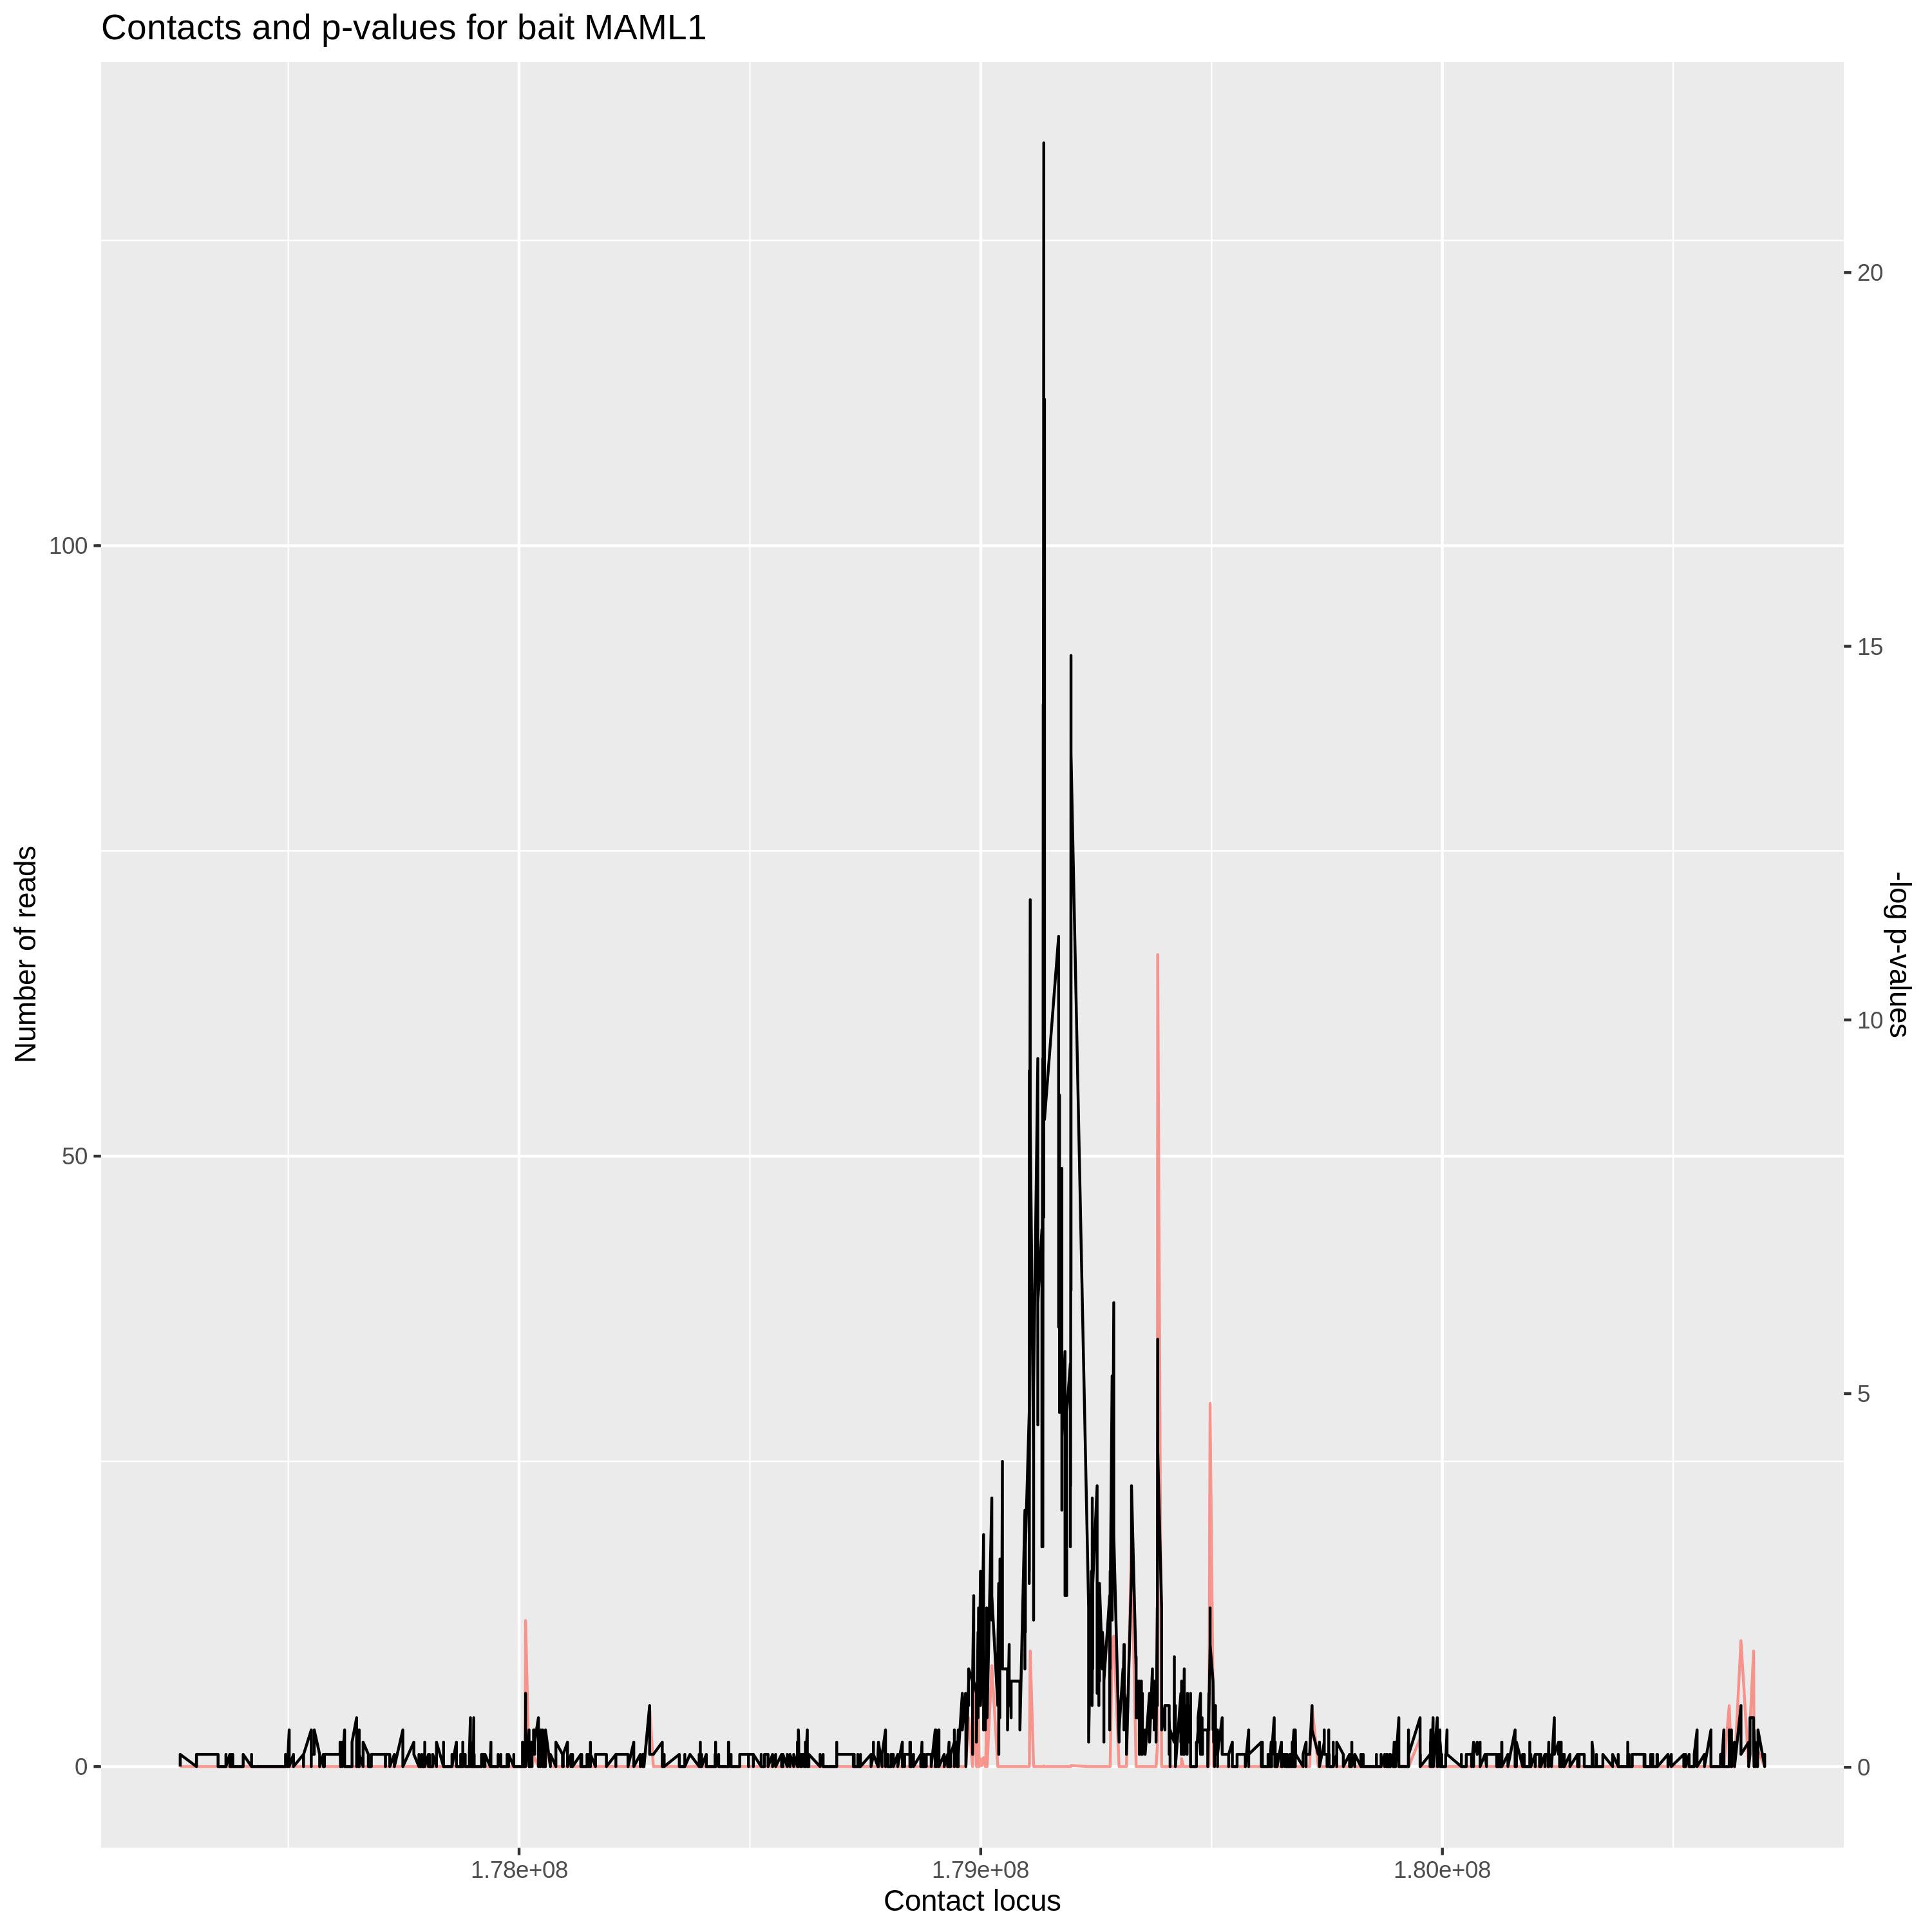 Contacts and p-values for bait MAML1
Number of reads
100
50
0
20
15
10
5
0
-log p-values
1.78e+08
1.79e+08
1.80e+08
Contact locus